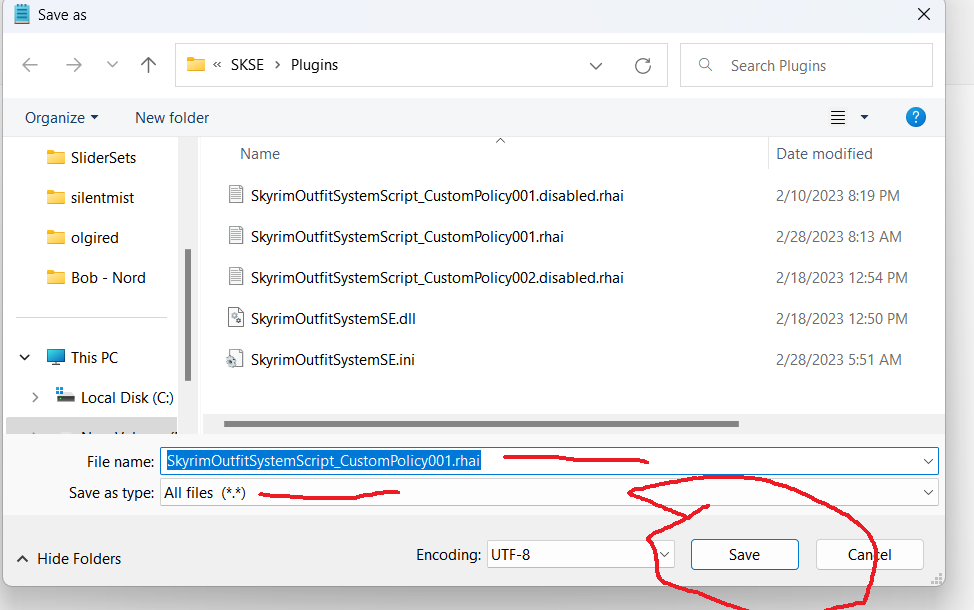 Save as
« SKSE > Plugins
Search Plugins
Organize
New folder
?
Name
Date modified
SliderSets
silentmist
olgired
Bob - Nord
This PC
Local Disk (C:)
SkyrimOutfitSystemScript_CustomPolicy001.disabled.rhai 2/10/2023 8:19 PM
SkyrimOutfitSystemScript_CustomPolicy001.rhai 2/28/2023 8:13 AM
SkyrimOutfitSystemScript_CustomPolicy002.disabled.rhai 2/18/2023 12:54 PM
SkyrimOutfitSystemSE.dll 2/18/2023 12:50 PM
SkyrimOutfitSystemSE.ini 2/28/2023 5:51 AM
File name: SkyrimOutfitSystemScript_CustomPolicy001.rhai
Save as type: All files (*.*)
Hide Folders
Encoding: UTF-8
Save
Cancel